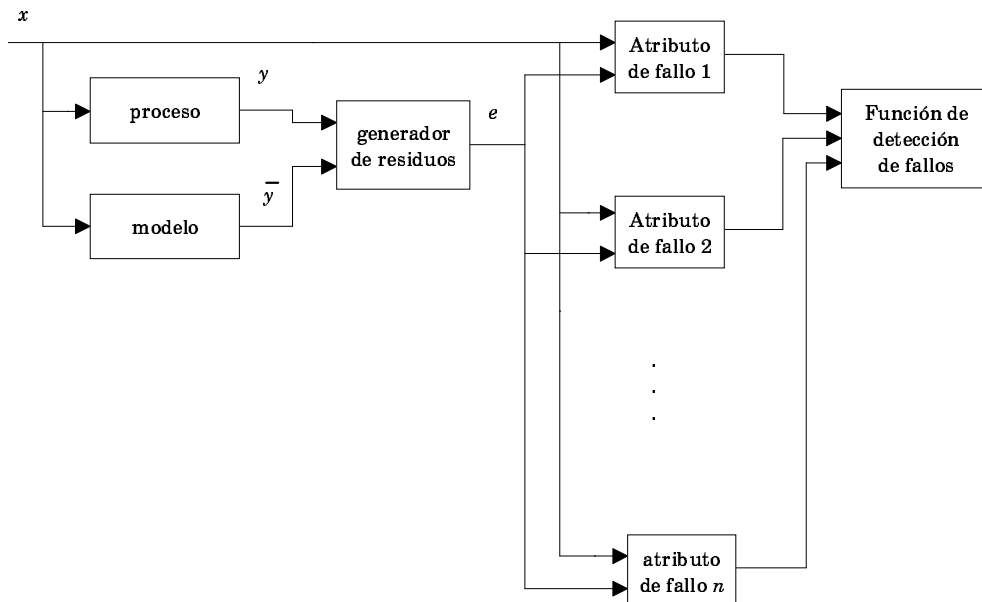 x
Atributo
de fallo 1
y
proceso
e
generador
de residuos
Función de
detección
de fallos
y̅
modelo
Atributo
de fallo 2
.
.
.
atributo
de fallo n